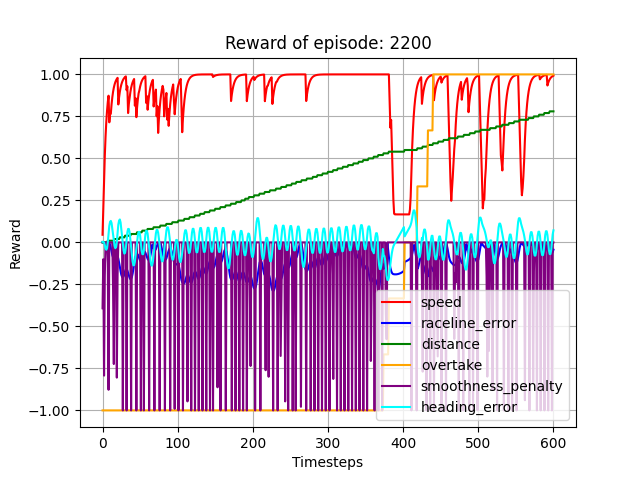 Reward of episode: 2200
1.00
0.75
0.50
0.25
0.00
−0.25
−0.50
−0.75
−1.00
Reward
speed
raceline_error
distance
overtake
smoothness_penalty
heading_error
0 100 200 300 400 500 600
Timesteps